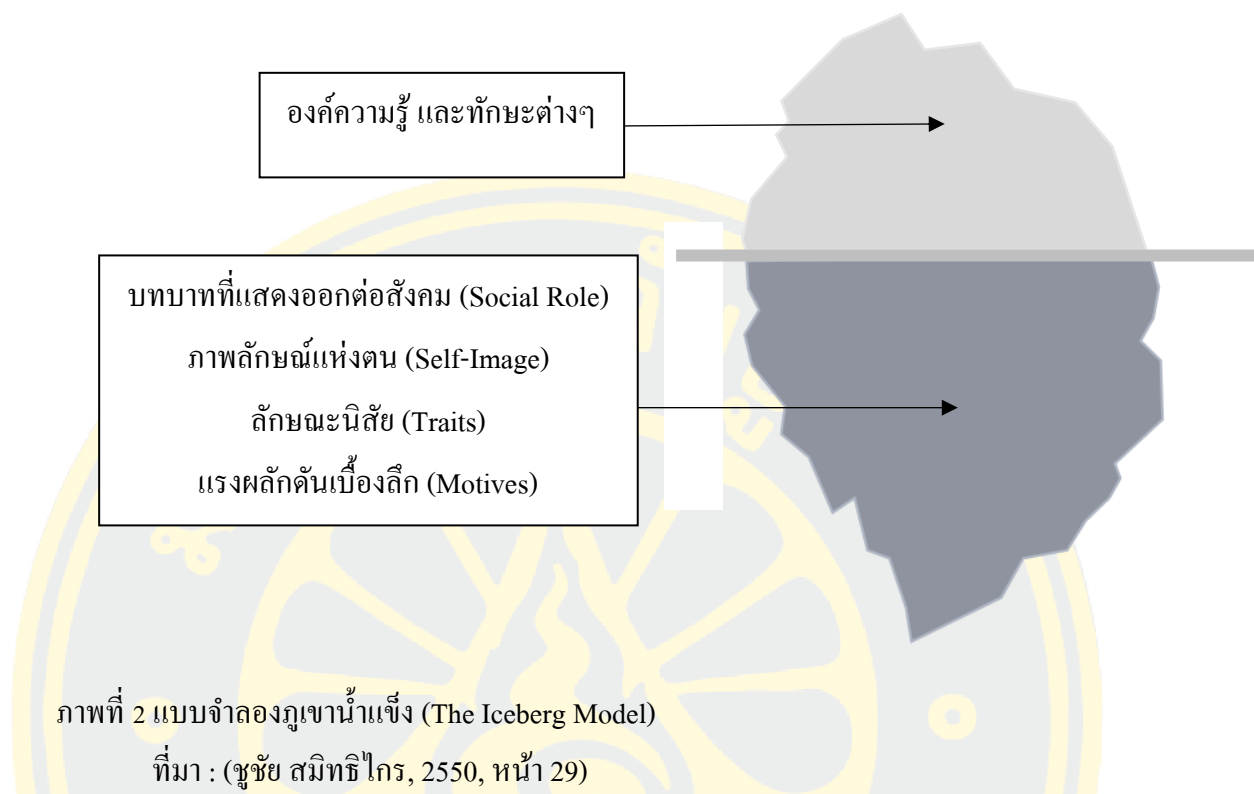 องค์ความรู้ และทักษะต่างๆ
บทบาทที่แสดงออกต่อสังคม (Social Role)
ภาพลักษณ์แห่งตน (Self-Image)
ลักษณะนิสัย (Traits)
แรงผลักดันเบื้องลึก (Motives)
ภาพที่ 2 แบบจำลองภูเขาน้ำแข็ง (The Iceberg Model)
ที่มา : (ชูชัย สมิทธิไกร, 2550, หน้า 29)